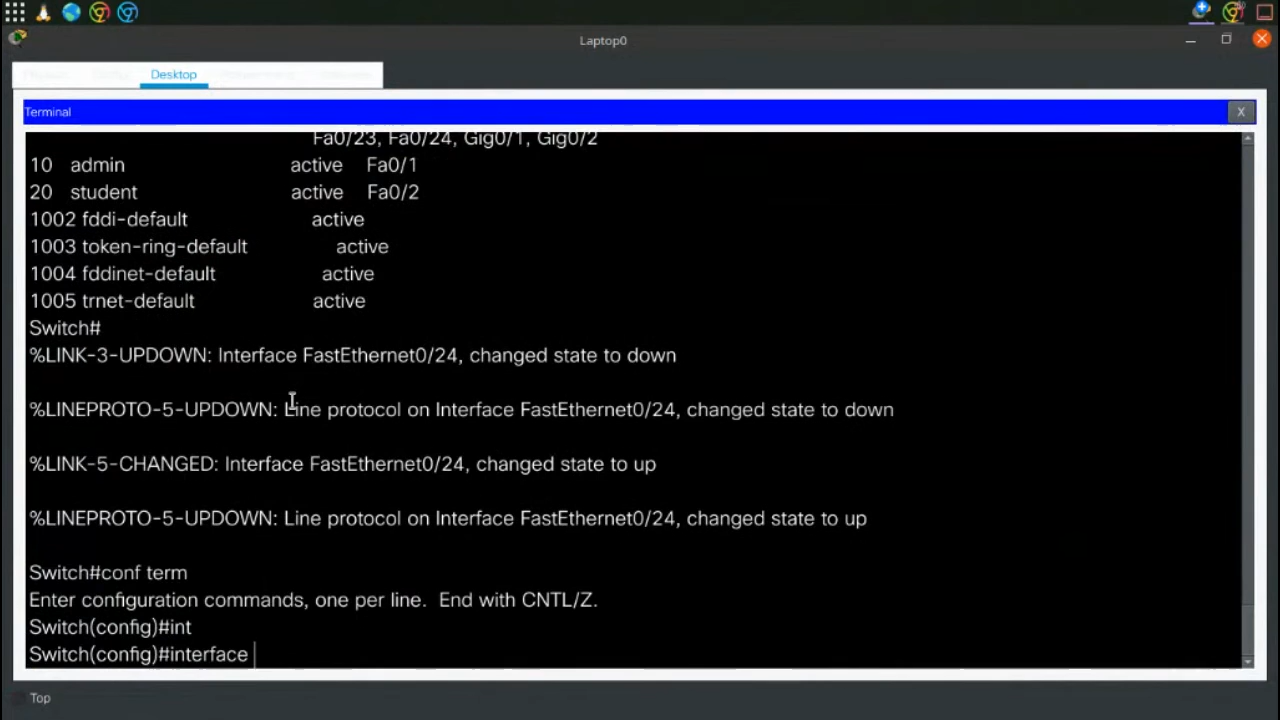 Laptop0
Desktop
Terminal
X
Fa0/23, Fa0/24, Gig0/1, Gig0/2
10 admin active Fa0/1
20 student active Fa0/2
1002 fddi-default active
1003 token-ring-default active
1004 fddinet-default active
1005 trnet-default active
Switch#
%LINK-3-UPDOWN: Interface FastEthernet0/24, changed state to down
%LINEPROTO-5-UPDOWN: Line protocol on Interface FastEthernet0/24, changed state to down
%LINK-5-CHANGED: Interface FastEthernet0/24, changed state to up
%LINEPROTO-5-UPDOWN: Line protocol on Interface FastEthernet0/24, changed state to up
Switch#conf term
Enter configuration commands, one per line. End with CNTL/Z.
Switch(config)#int
Switch(config)#interface
Top